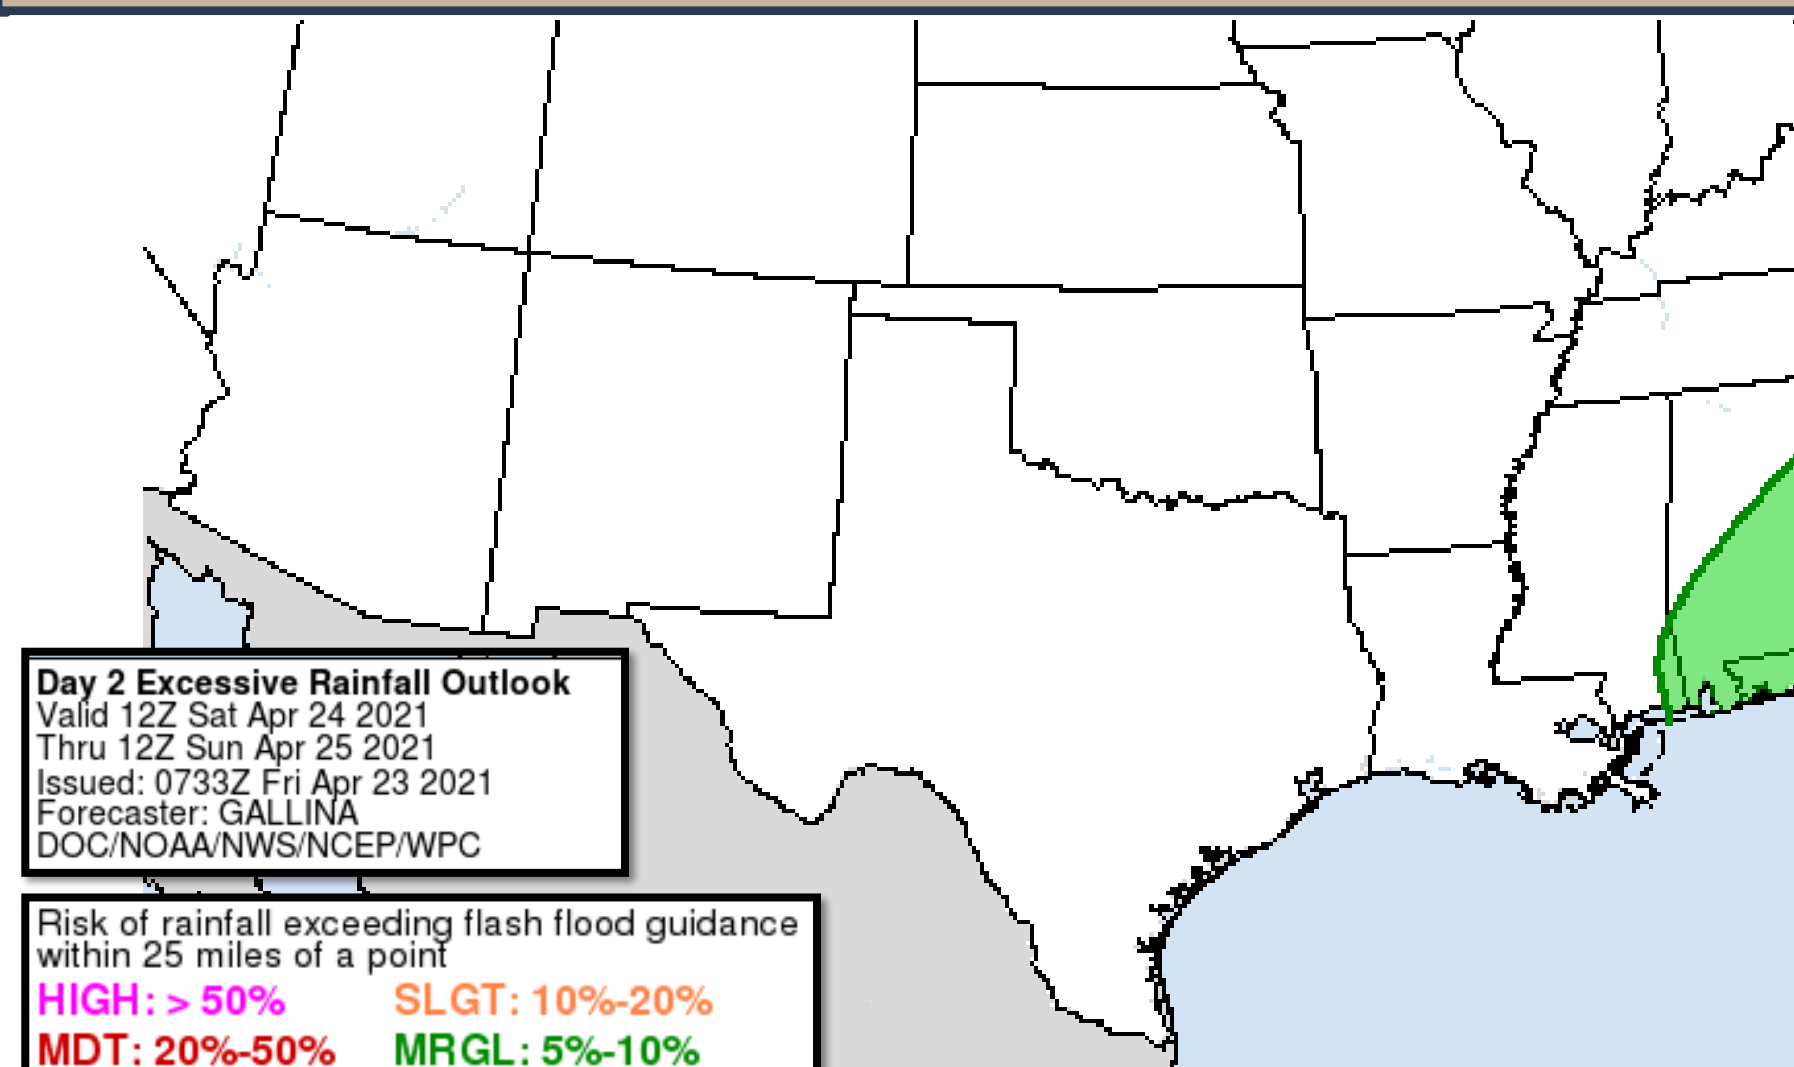 Day 2 Excessive Rainfall Outlook
Valid 12Z Sat Apr 24 2021
Thru 12Z Sun Apr 25 2021
Issued: 0733Z Fri Apr 23 2021
Forecaster: GALLINA
DOC/NOAA/NWS/NCEP/WPC
Risk of rainfall exceeding flash flood guidance
within 25 miles of a point
HIGH: > 50% SLGT: 10%-20%
MDT: 20%-50% MRGL: 5%-10%